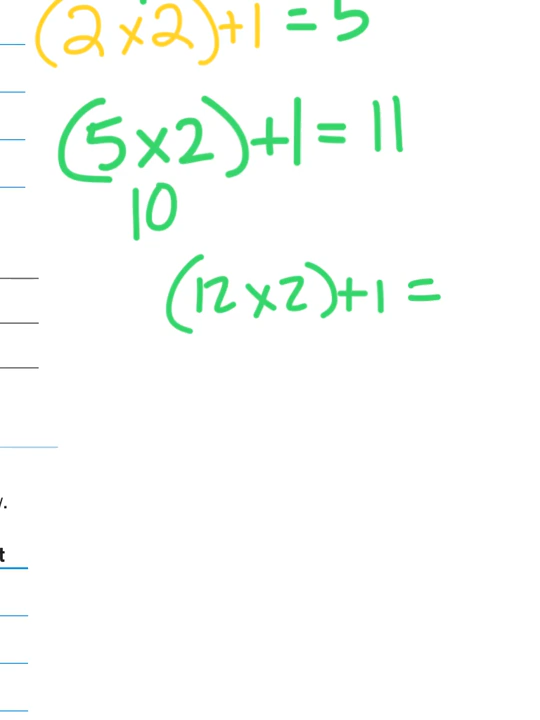 (2x2)+1 = 5
(5x2)+1 = 11
10
(12x2)+1 =
y.
t